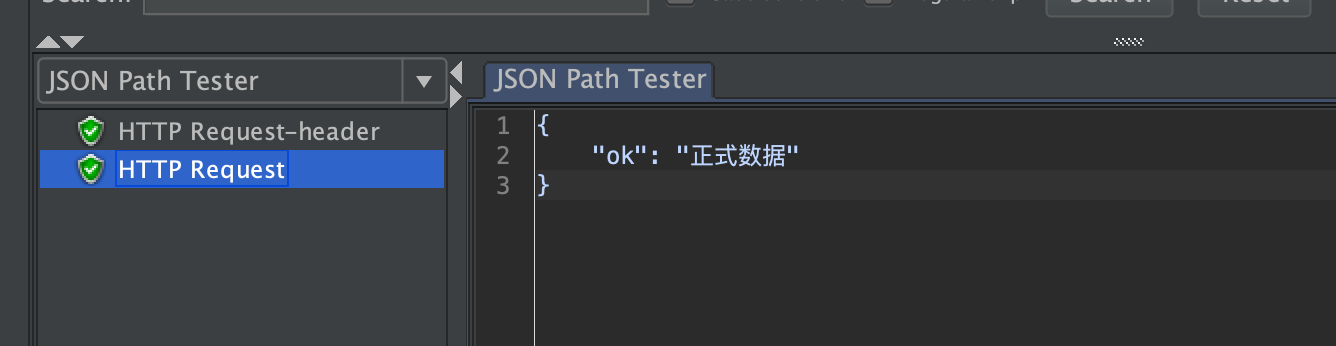 Search:
Search
Reset
JSON Path Tester
HTTP Request-header
HTTP Request
JSON Path Tester
1 {
2 "ok": "正式数据"
3 }